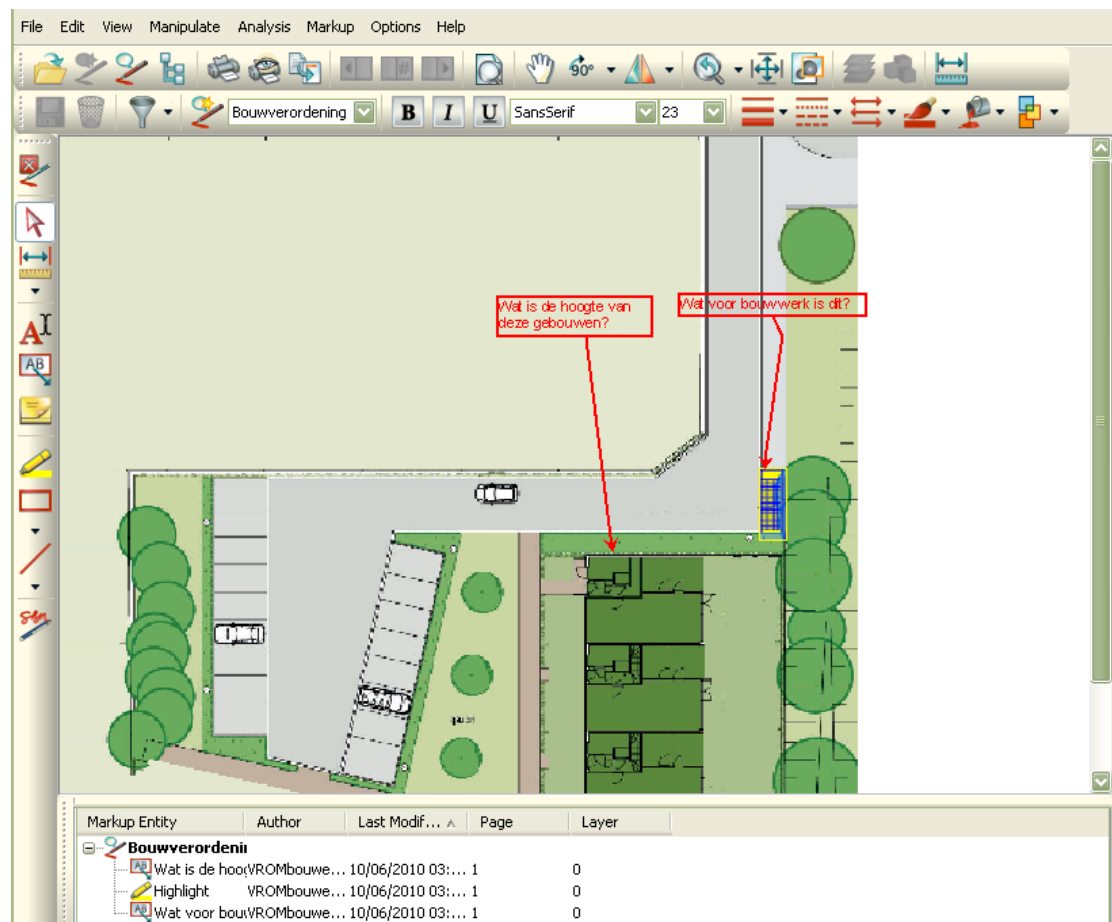 File Edit View Manipulate Analysis Markup Options Help
90°
Bouwverordening B I U SansSerif 23
Wat is de hoogte van
deze gebouwen?
Wat voor bouwwerk is dit?
A
AB
Markup Entity Author Last Modif... Page Layer
Bouwverordenin
Wat is de hoo VROMbouwe... 10/06/2010 03:... 1 0
Highlight VROMbouwe... 10/06/2010 03:... 1 0
Wat voor bou VROMbouwe... 10/06/2010 03:... 1 0